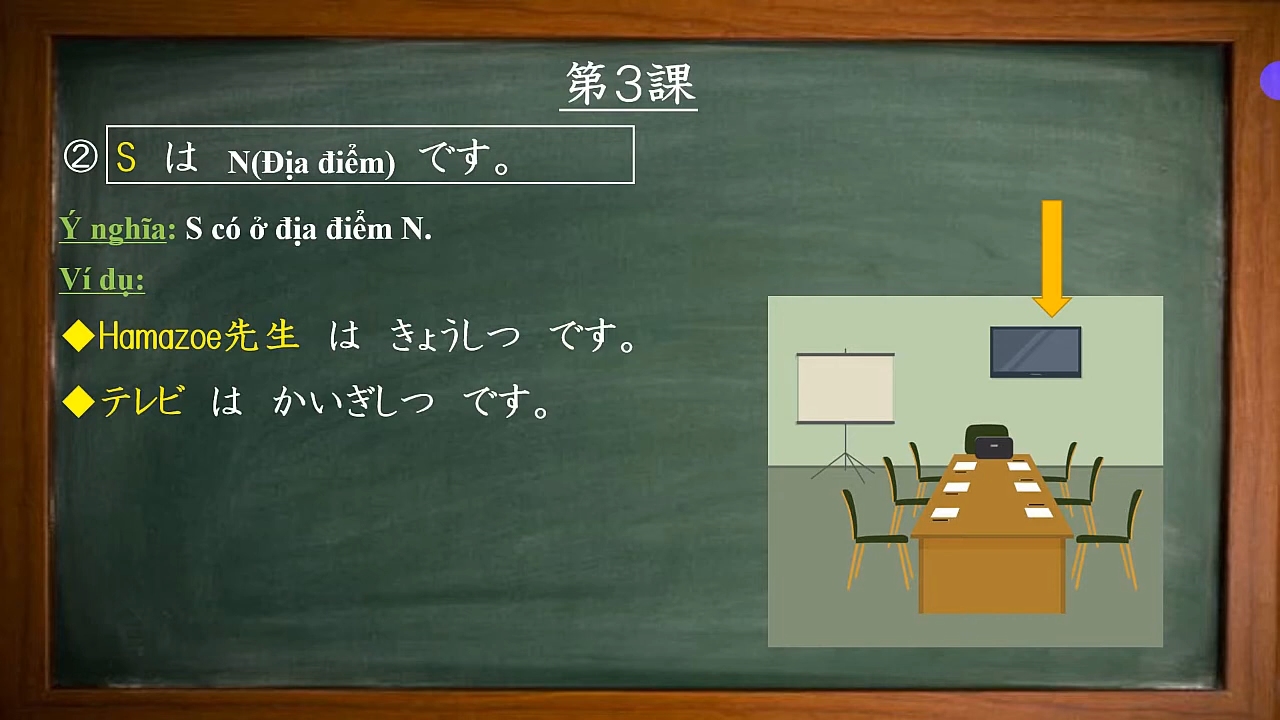 第3課
② S は N(Địa điểm) です。
Ý nghĩa: S có ở địa điểm N.
Ví dụ:
◆Hamazoe先生 は きょうしつ です。
◆テレビ は かいぎしつ です。